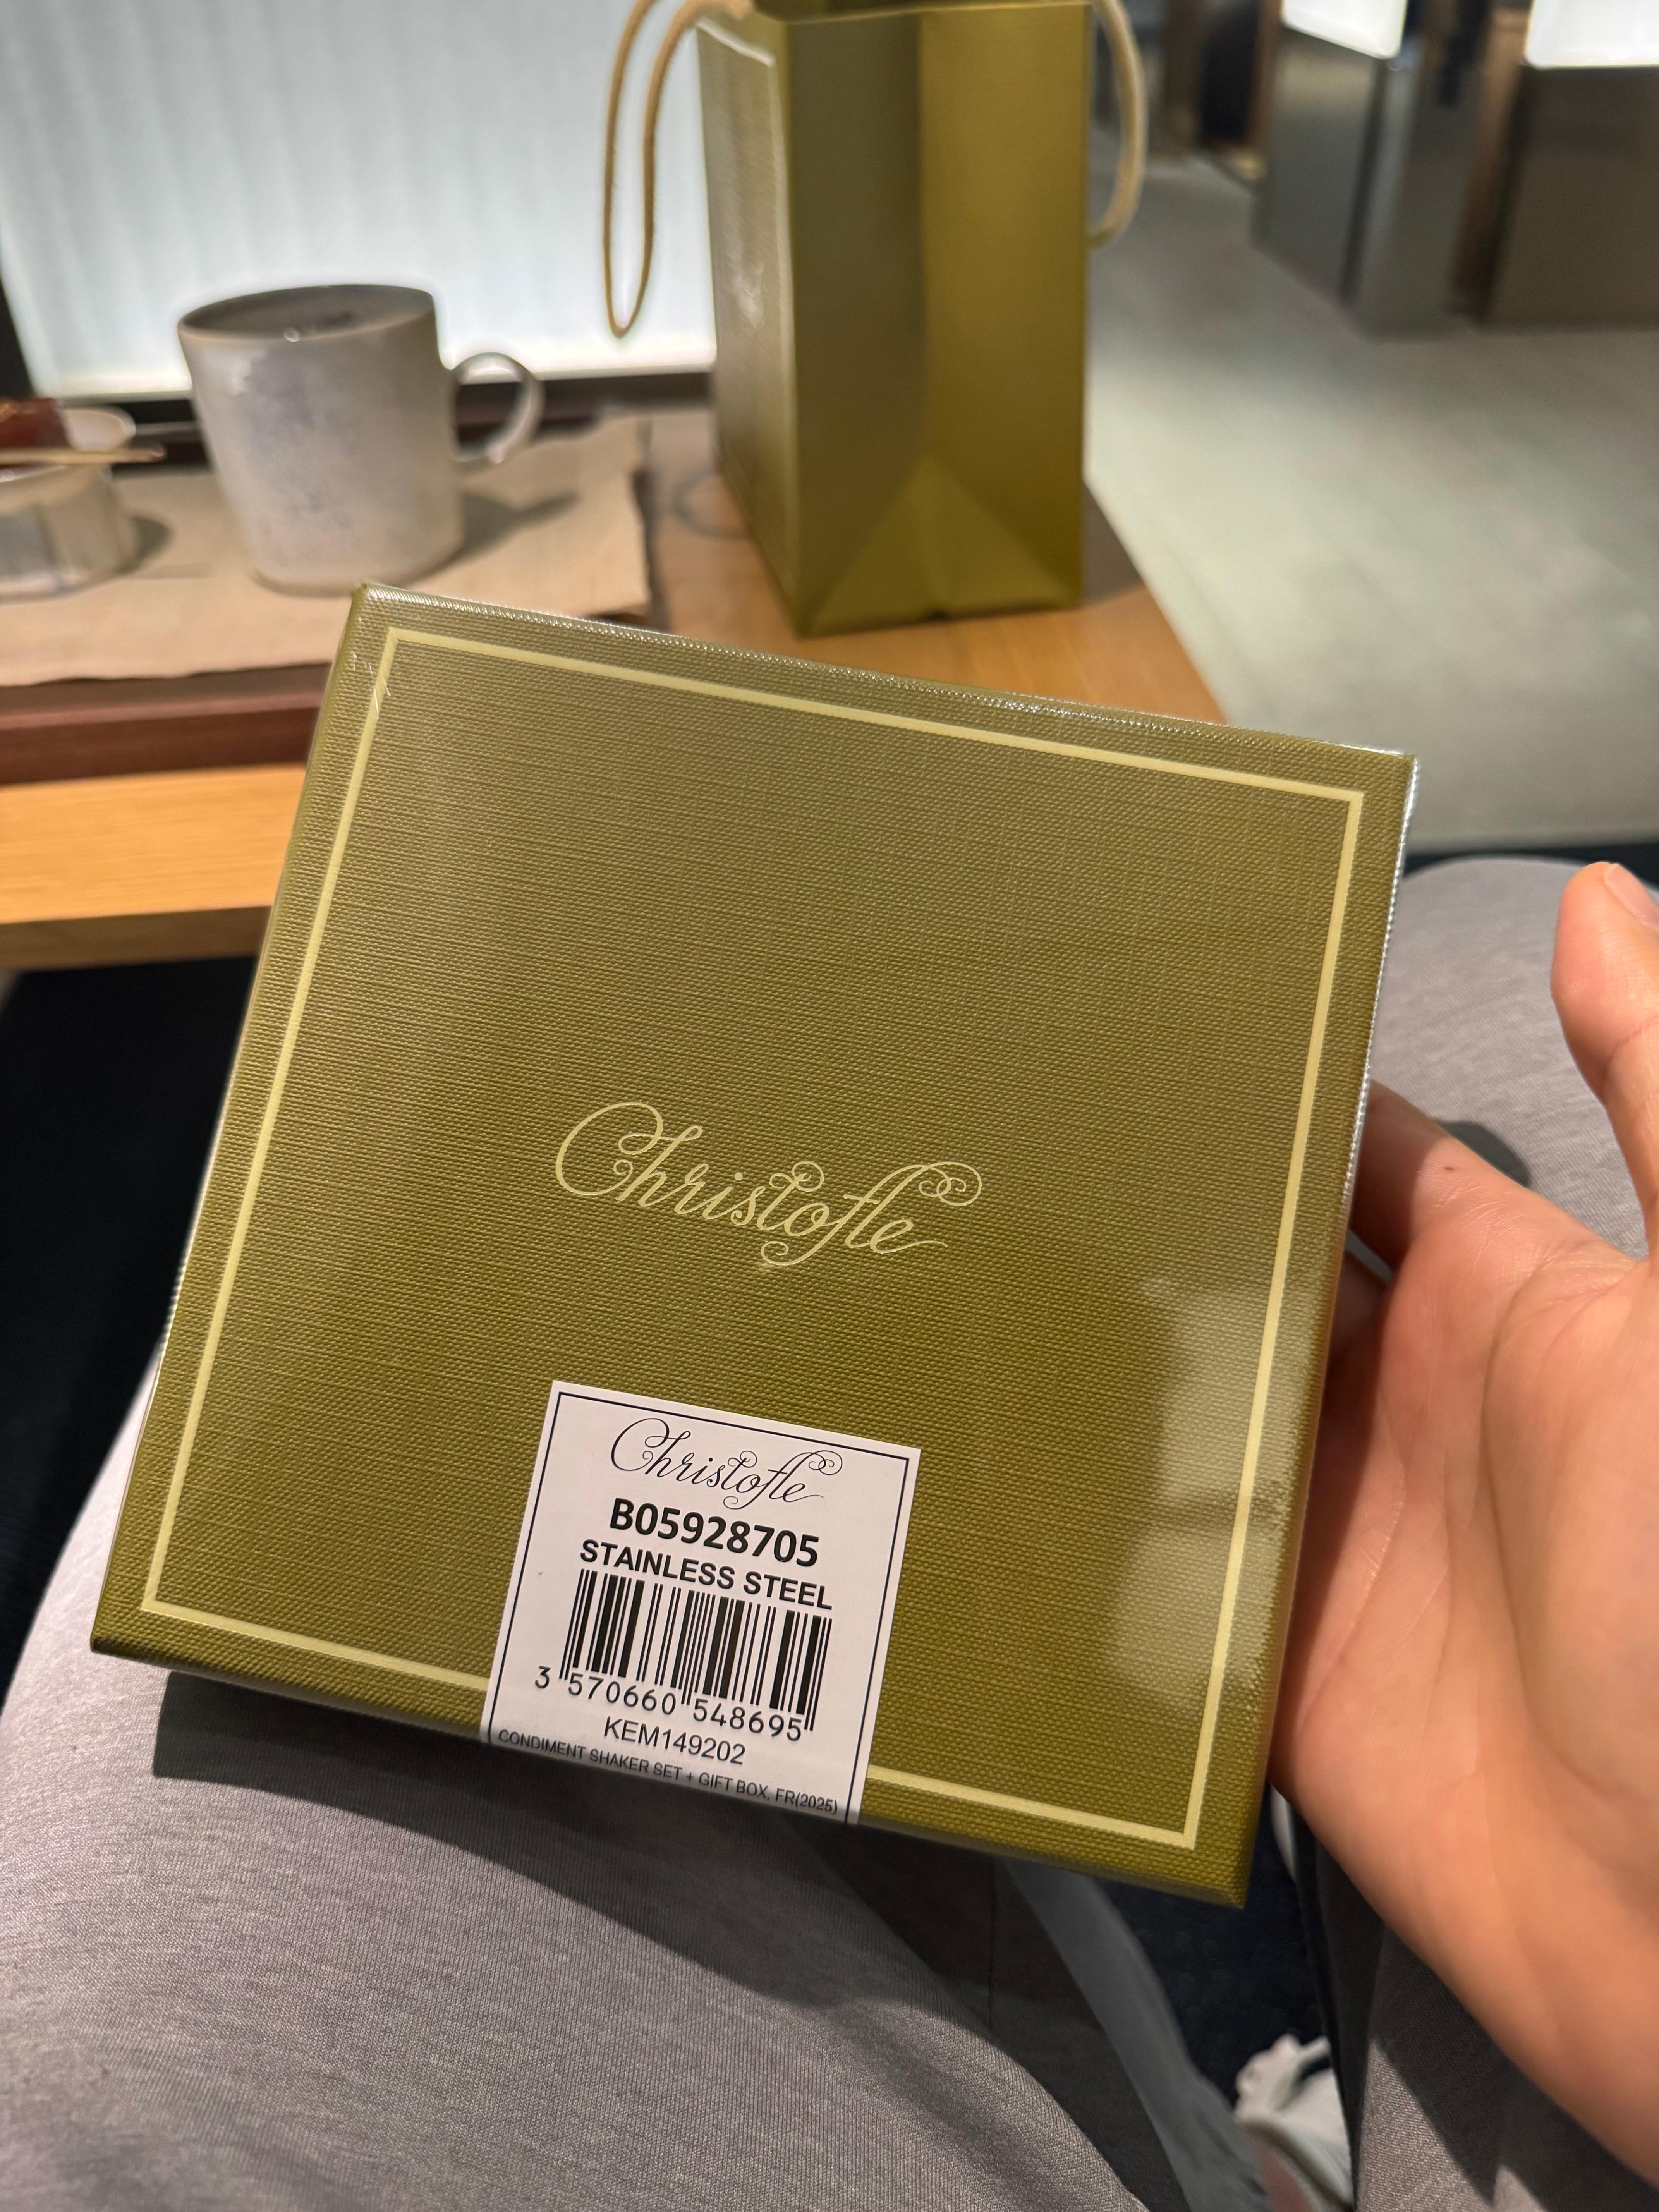 Christofle
Christofle
B05928705
STAINLESS STEEL
3 570660 548695
KEM149202
CONDIMENT SHAKER SET + GIFT BOX, FR(2025)